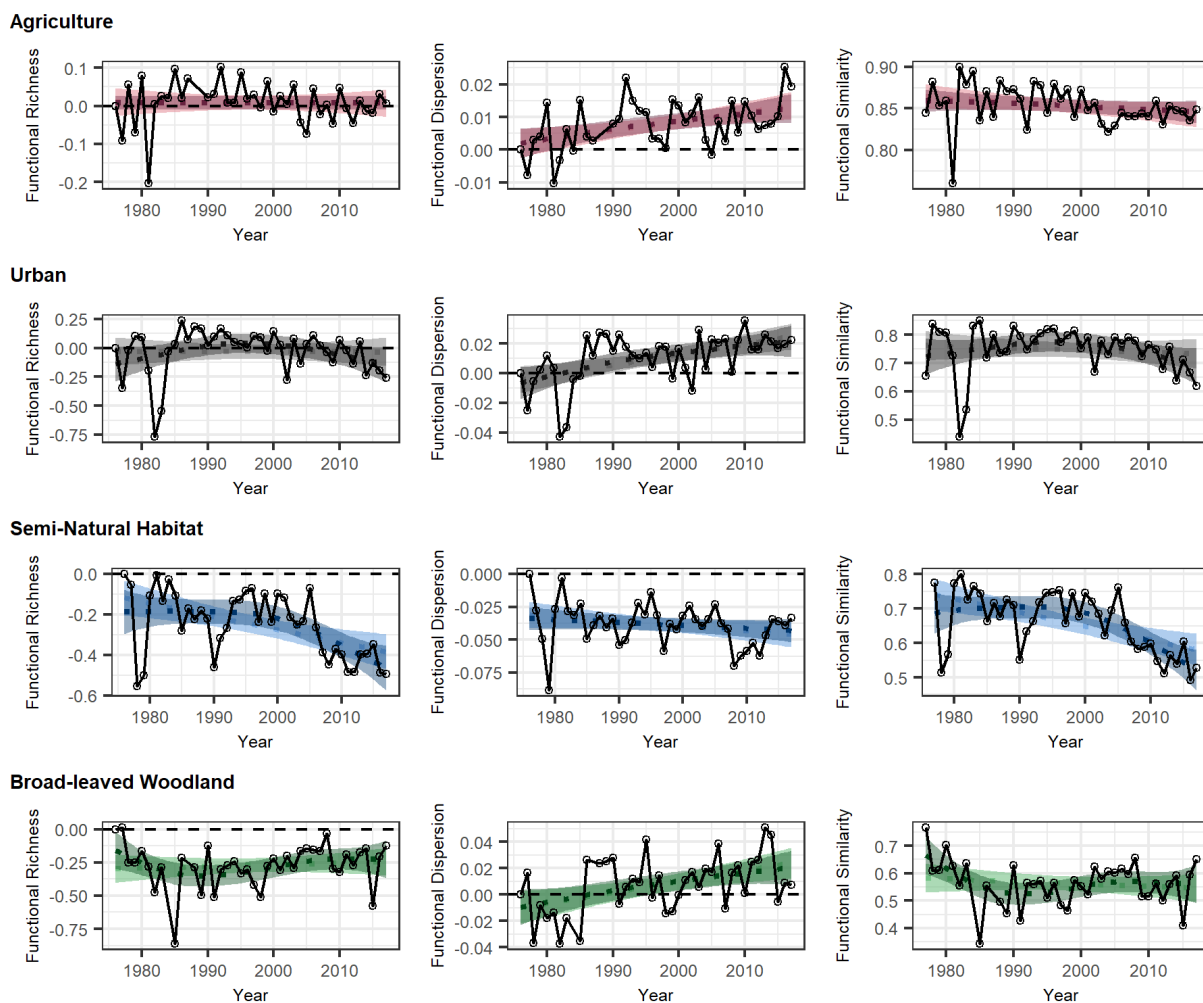 Agriculture
Functional Richness
0.1
0.0
-0.1
-0.2
1980 1990 2000 2010
Year
Functional Dispersion
0.02
0.01
0.00
-0.01
1980 1990 2000 2010
Year
Functional Similarity
0.90
0.85
0.80
1980 1990 2000 2010
Year
Urban
Functional Richness
0.25
0.00
-0.25
-0.50
-0.75
1980 1990 2000 2010
Year
Functional Dispersion
0.02
0.00
-0.02
-0.04
1980 1990 2000 2010
Year
Functional Similarity
0.8
0.7
0.6
0.5
1980 1990 2000 2010
Year
Semi-Natural Habitat
Functional Richness
0.0
-0.2
-0.4
-0.6
1980 1990 2000 2010
Year
Functional Dispersion
0.000
-0.025
-0.050
-0.075
1980 1990 2000 2010
Year
Functional Similarity
0.8
0.7
0.6
0.5
1980 1990 2000 2010
Year
Broad-leaved Woodland
Functional Richness
0.00
-0.25
-0.50
-0.75
1980 1990 2000 2010
Year
Functional Dispersion
0.04
0.02
0.00
-0.02
-0.04
1980 1990 2000 2010
Year
Functional Similarity
0.7
0.6
0.5
0.4
1980 1990 2000 2010
Year